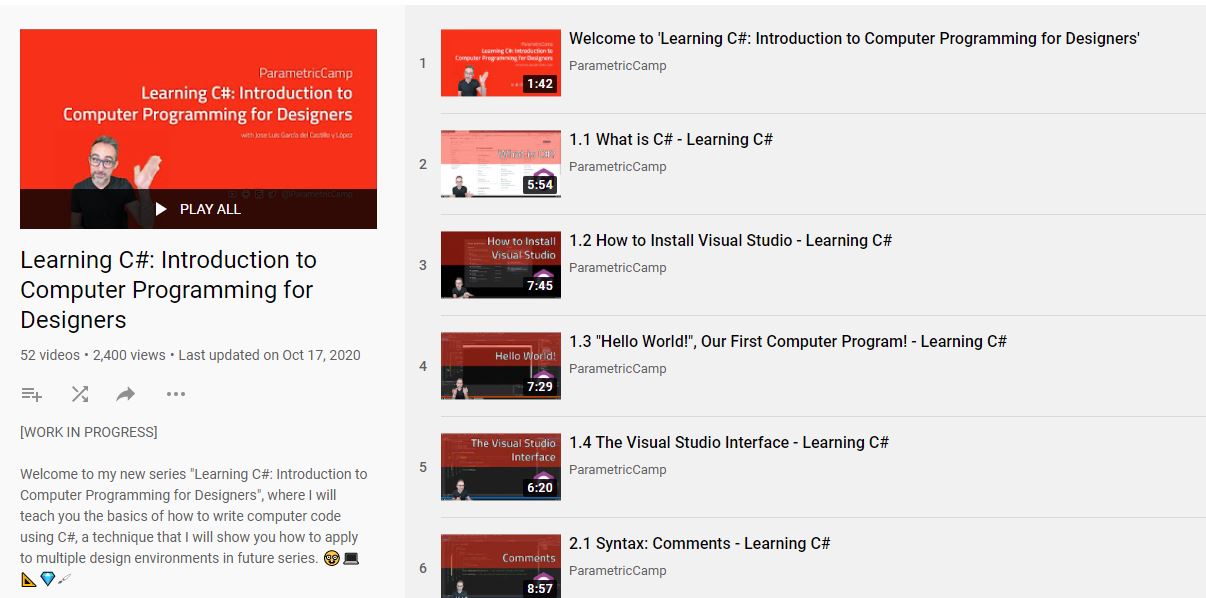 ParametricCamp
Learning C#: Introduction to
Computer Programming for Designers
with Jose Luis García del Castillo y López
@ParametricCamp
PLAY ALL
Learning C#: Introduction to
Computer Programming for
Designers
52 videos • 2,400 views • Last updated on Oct 17, 2020
[WORK IN PROGRESS]
Welcome to my new series "Learning C#: Introduction to
Computer Programming for Designers", where I will
teach you the basics of how to write computer code
using C#, a technique that I will show you how to apply
to multiple design environments in future series. 🤓💻
📐💎🖌
1
ParametricCamp
Learning C#: Introduction to
Computer Programming for Designers
1:42
Welcome to 'Learning C#: Introduction to Computer Programming for Designers'
ParametricCamp
2
What is C#?
5:54
1.1 What is C# - Learning C#
ParametricCamp
3
How to Install
Visual Studio
7:45
1.2 How to Install Visual Studio - Learning C#
ParametricCamp
4
Hello World!
7:29
1.3 "Hello World!", Our First Computer Program! - Learning C#
ParametricCamp
5
The Visual Studio
Interface
6:20
1.4 The Visual Studio Interface - Learning C#
ParametricCamp
6
Comments
8:57
2.1 Syntax: Comments - Learning C#
ParametricCamp